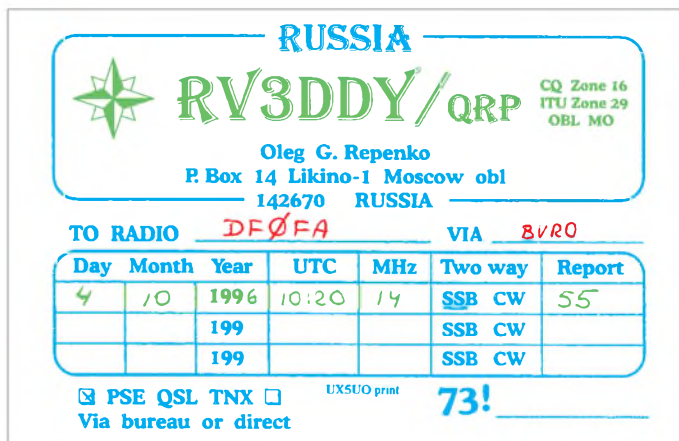 RUSSIA
RV3DDY/QRP
CQ Zone 16
ITU Zone 29
OBL MO
Oleg G. Repenko
P. Box 14 Likino-1 Moscow obl
142670 RUSSIA
TO RADIO DFØFA VIA BVRO
Day Month Year UTC MHz Two way Report
4 10 1996 10:20 14 SSB CW 55
199 SSB CW
199 SSB CW
☒ PSE QSL TNX ☐ UX5UO print 73!
Via bureau or direct